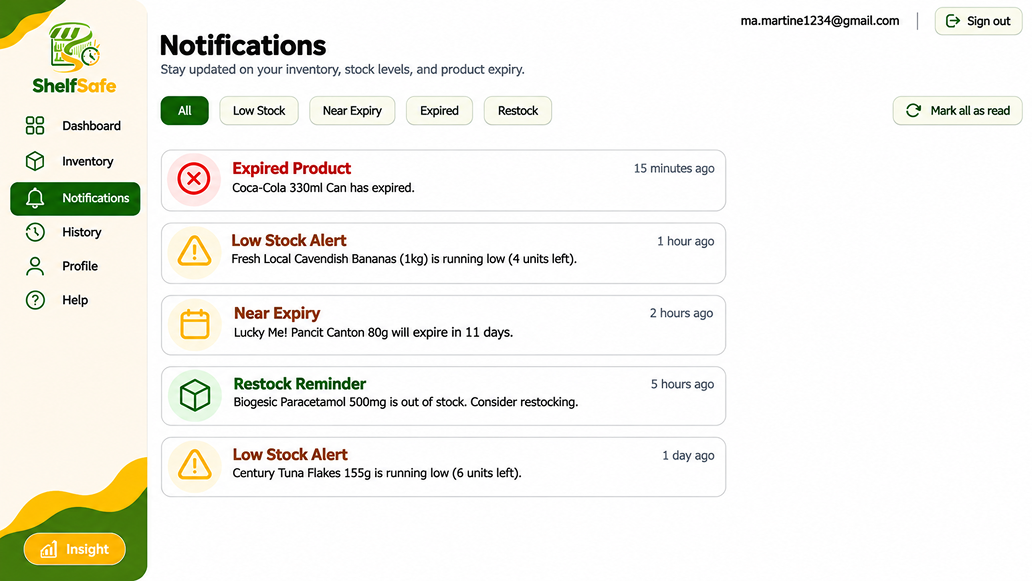 ShelfSafe
Dashboard
Inventory
Notifications
History
Profile
Help
Insight
ma.martine1234@gmail.com
Sign out
Notifications
Stay updated on your inventory, stock levels, and product expiry.
All
Low Stock
Near Expiry
Expired
Restock
Mark all as read
Expired Product
15 minutes ago
Coca-Cola 330ml Can has expired.
Low Stock Alert
1 hour ago
Fresh Local Cavendish Bananas (1kg) is running low (4 units left).
Near Expiry
2 hours ago
Lucky Me! Pancit Canton 80g will expire in 11 days.
Restock Reminder
5 hours ago
Biogesic Paracetamol 500mg is out of stock. Consider restocking.
Low Stock Alert
1 day ago
Century Tuna Flakes 155g is running low (6 units left).